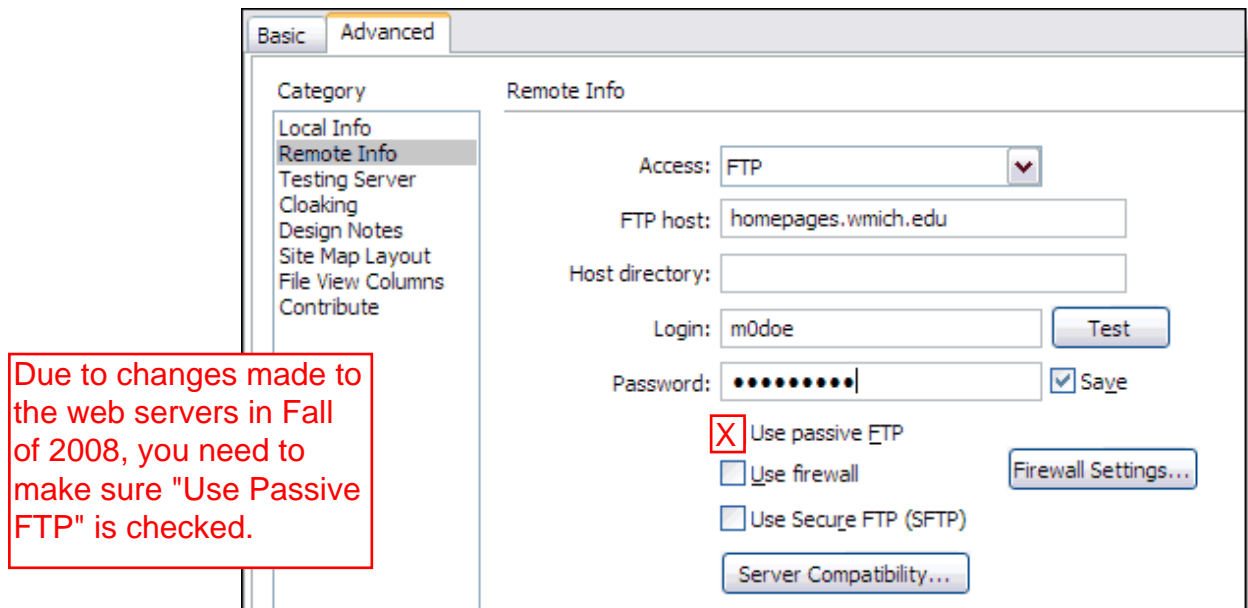 Basic Advanced
Category
Local Info
Remote Info
Testing Server
Cloaking
Design Notes
Site Map Layout
File View Columns
Contribute
Remote Info
Access: FTP
FTP host: homepages.wmich.edu
Host directory:
Login: m0doe Test
Password: ●●●●●●●●● Save
X Use passive FTP
Use firewall Firewall Settings...
Use Secure FTP (SFTP)
Server Compatibility...
Due to changes made to
the web servers in Fall
of 2008, you need to
make sure "Use Passive
FTP" is checked.